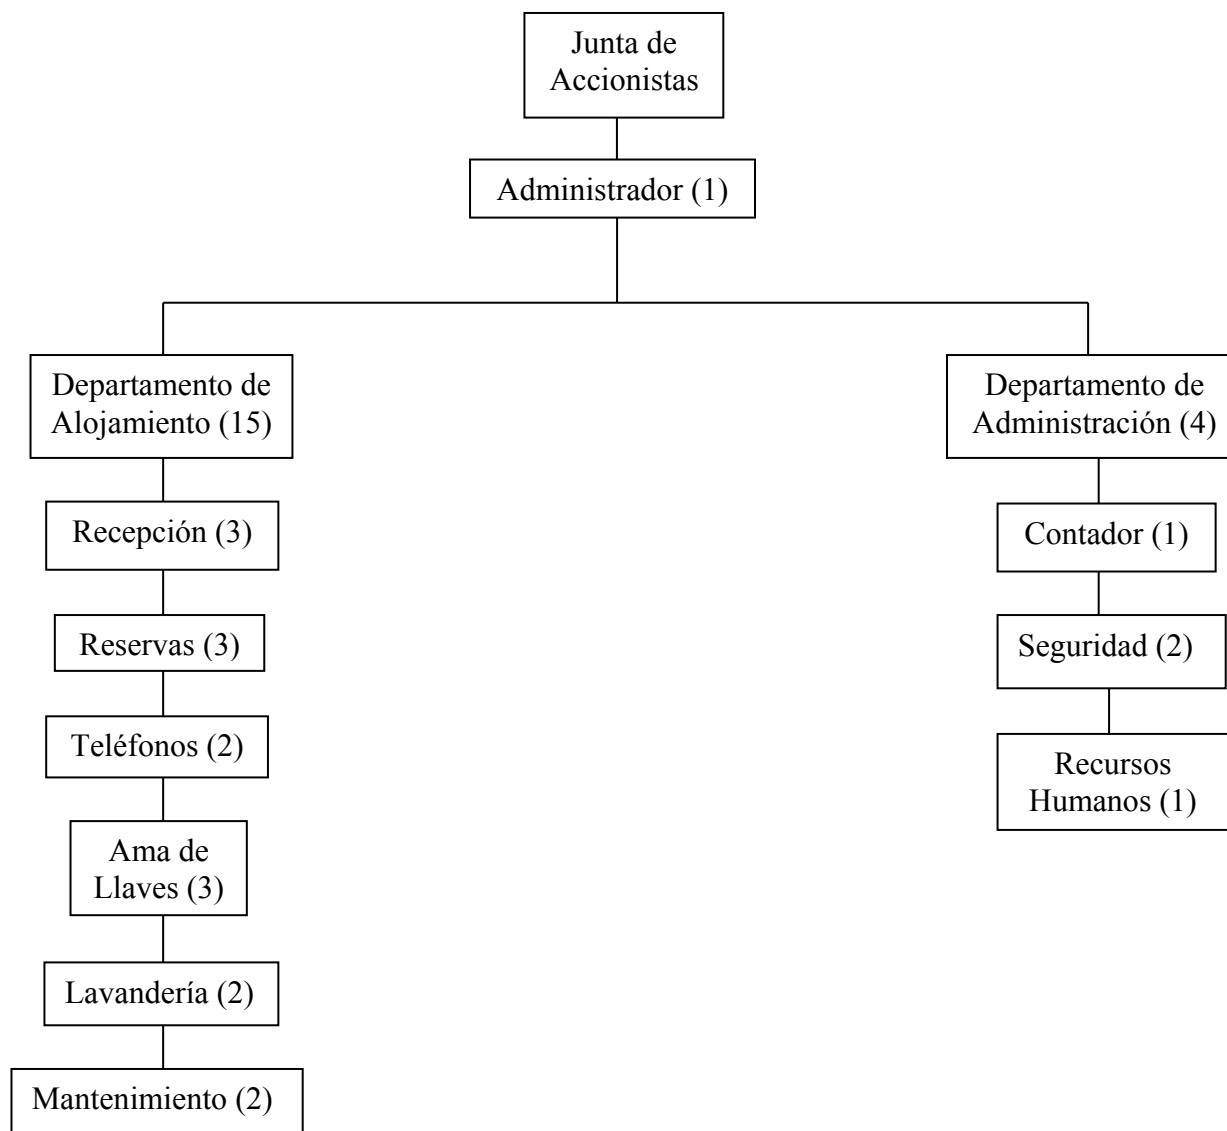 Junta de
Accionistas
Administrador (1)
Departamento de
Alojamiento (15)
Recepción (3)
Reservas (3)
Teléfonos (2)
Ama de
Llaves (3)
Lavandería (2)
Mantenimiento (2)
Departamento de
Administración (4)
Contador (1)
Seguridad (2)
Recursos
Humanos (1)